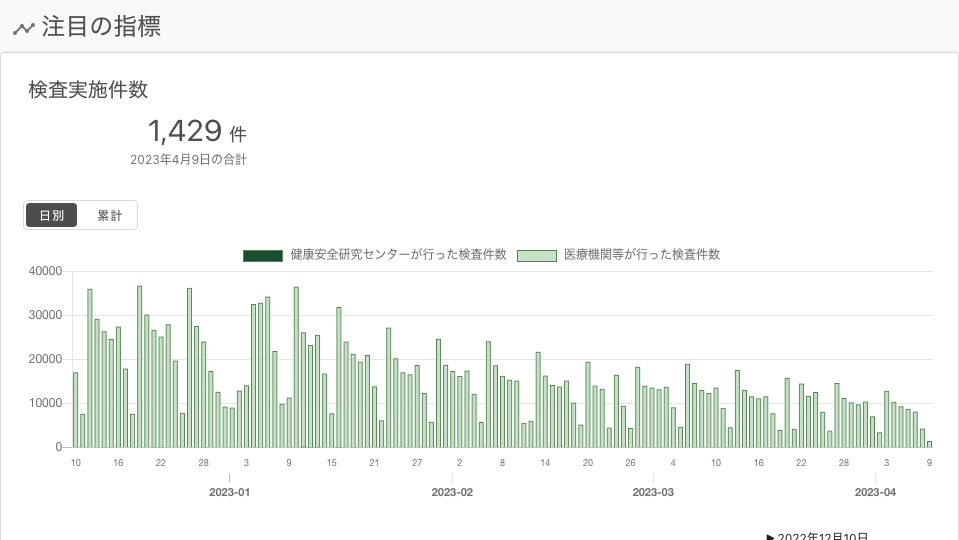 注目の指標
検査実施件数
1,429 件
2023年4月9日の合計
日別 累計
健康安全研究センターが行った検査件数 医療機関等が行った検査件数
40000
30000
20000
10000
0
10 16 22 28 3 9 15 21 27 2 8 14 20 26 4 10 16 22 28 3 9
2023-01 2023-02 2023-03 2023-04
▶ 2022年12月10日